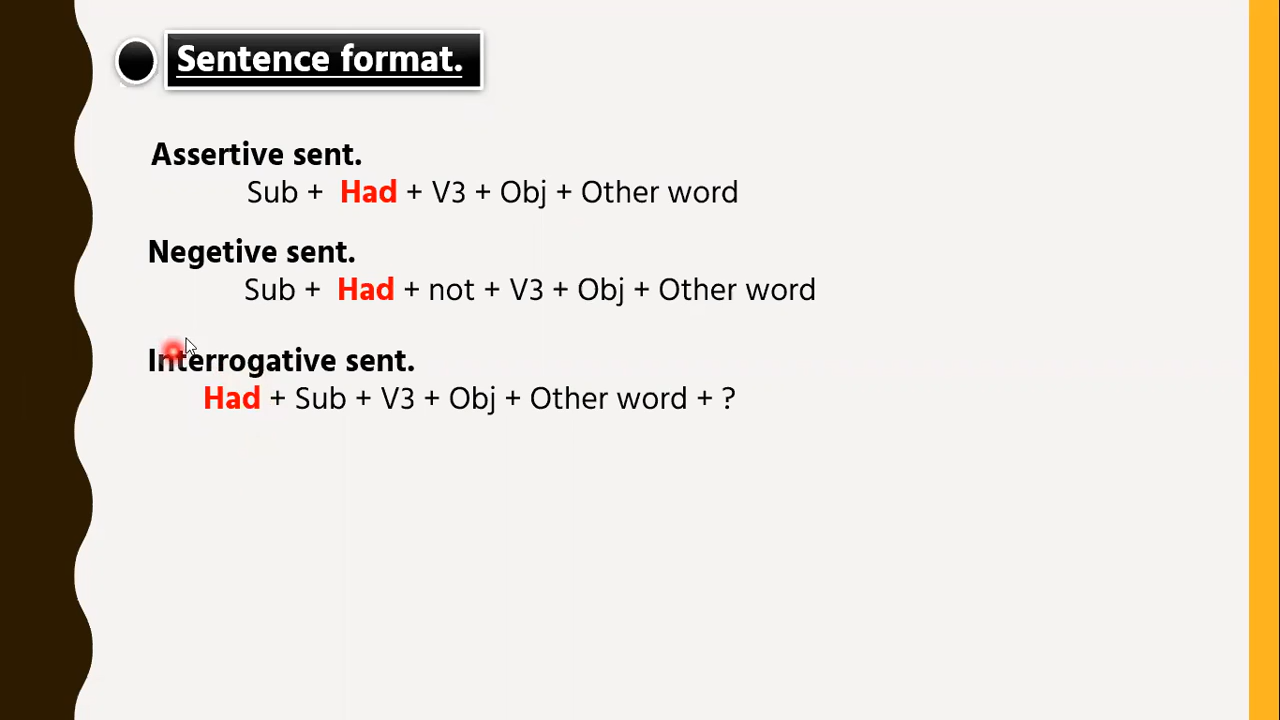 Sentence format.
Assertive sent.
Sub + Had + V3 + Obj + Other word
Negetive sent.
Sub + Had + not + V3 + Obj + Other word
Interrogative sent.
Had + Sub + V3 + Obj + Other word + ?